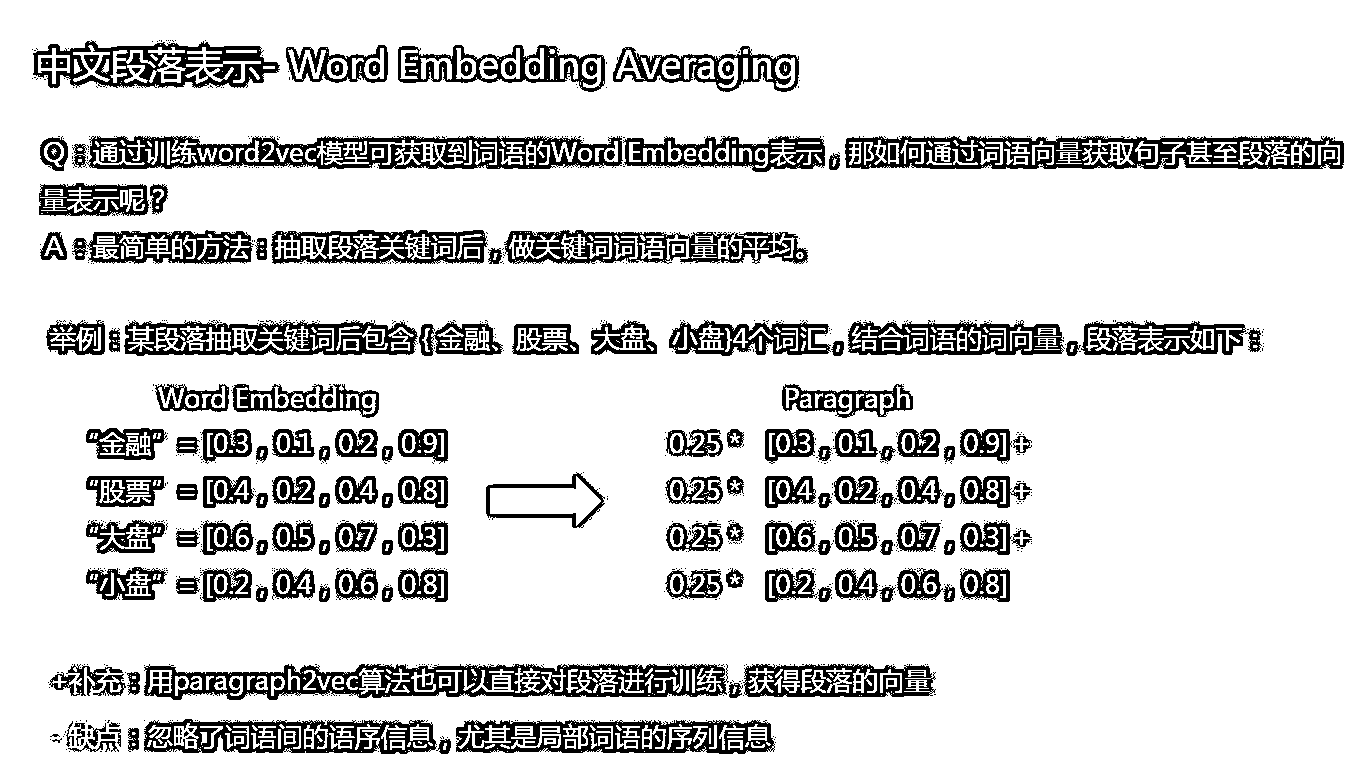 中文段落表示- Word Embedding Averaging
Q：通过训练word2vec模型可获取到词语的Word Embedding表示，那如何通过词语向量获取句子甚至段落的向
量表示呢？
A：最简单的方法：抽取段落关键词后，做关键词词语向量的平均。
举例：某段落抽取关键词后包含 { 金融、股票、大盘、小盘}4个词汇，结合词语的词向量，段落表示如下：
Word Embedding
“金融” = [0.3 , 0.1 , 0.2 , 0.9]
“股票” = [0.4 , 0.2 , 0.4 , 0.8]
“大盘” = [0.6 , 0.5 , 0.7 , 0.3]
“小盘” = [0.2 , 0.4 , 0.6 , 0.8]
Paragraph
0.25 * [0.3 , 0.1 , 0.2 , 0.9] +
0.25 * [0.4 , 0.2 , 0.4 , 0.8] +
0.25 * [0.6 , 0.5 , 0.7 , 0.3] +
0.25 * [0.2 , 0.4 , 0.6 , 0.8]
+补充：用paragraph2vec算法也可以直接对段落进行训练，获得段落的向量
- 缺点：忽略了词语间的语序信息，尤其是局部词语的序列信息